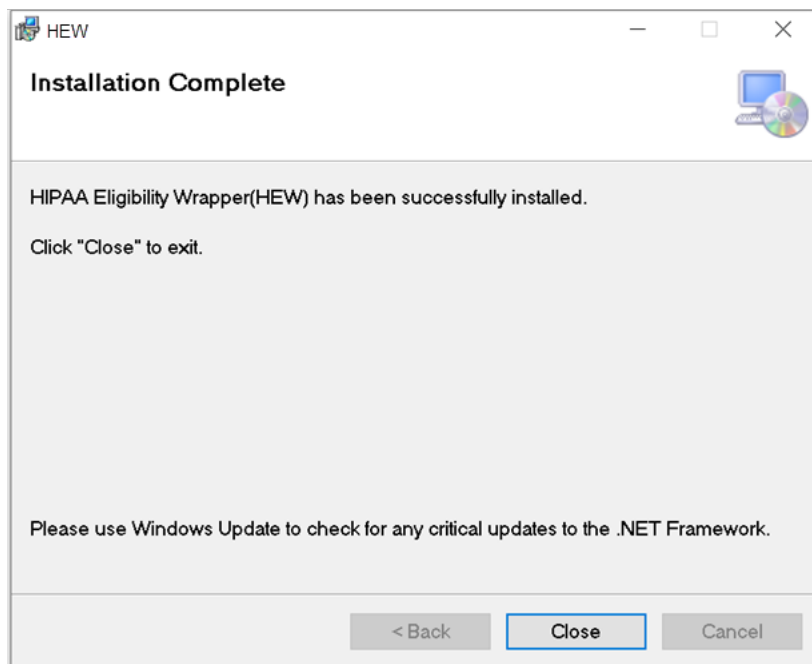 HEW
Installation Complete
HIPAA Eligibility Wrapper(HEW) has been successfully installed.
Click "Close" to exit.
Please use Windows Update to check for any critical updates to the .NET Framework.
< Back
Close
Cancel